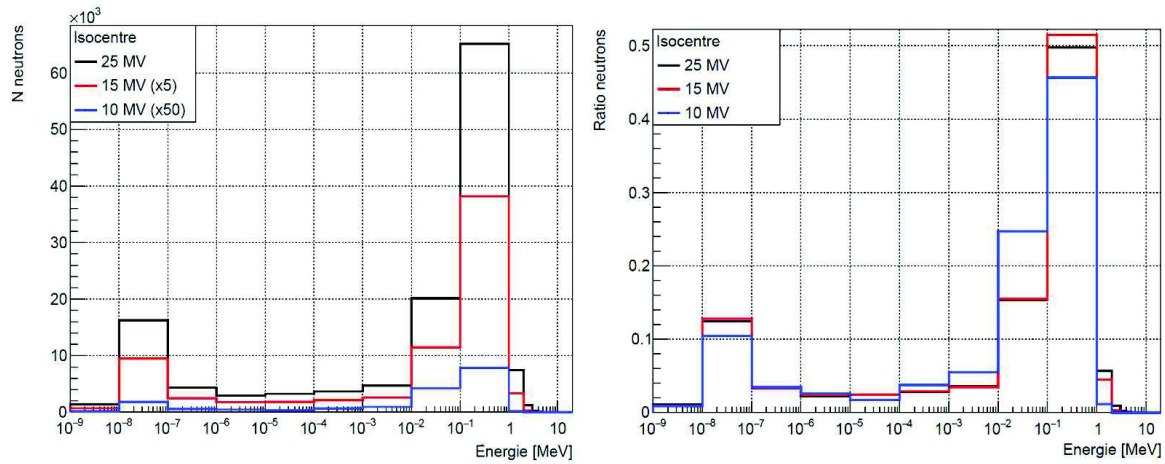 ×10³
N neutrons
Isocentre
25 MV
15 MV (x5)
10 MV (x50)
60
50
40
30
20
10
0
10⁻⁹ 10⁻⁸ 10⁻⁷ 10⁻⁶ 10⁻⁵ 10⁻⁴ 10⁻³ 10⁻² 10⁻¹ 1 10
Energie [MeV]
Ratio neutrons
Isocentre
25 MV
15 MV
10 MV
0.5
0.4
0.3
0.2
0.1
0
10⁻⁹ 10⁻⁸ 10⁻⁷ 10⁻⁶ 10⁻⁵ 10⁻⁴ 10⁻³ 10⁻² 10⁻¹ 1 10
Energie [MeV]